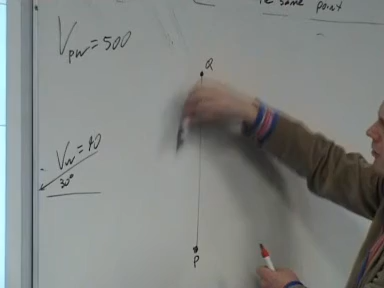 same point
V_PW = 500
Q
V_W = 40
30°
P